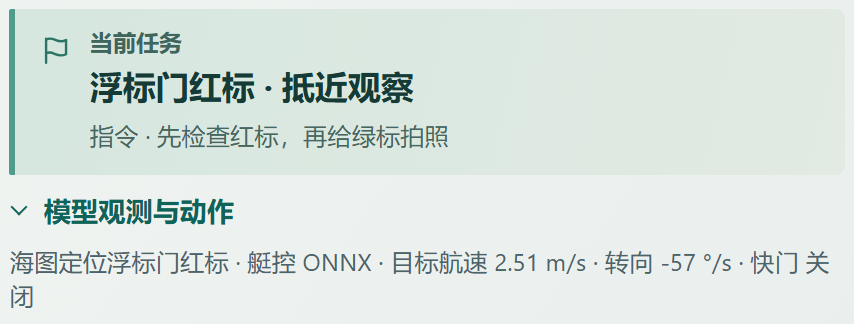 当前任务
浮标门红标 · 抵近观察
指令 · 先检查红标，再给绿标拍照
模型观测与动作
海图定位浮标门红标 · 艇控 ONNX · 目标航速 2.51 m/s · 转向 -57 °/s · 快门 关
闭